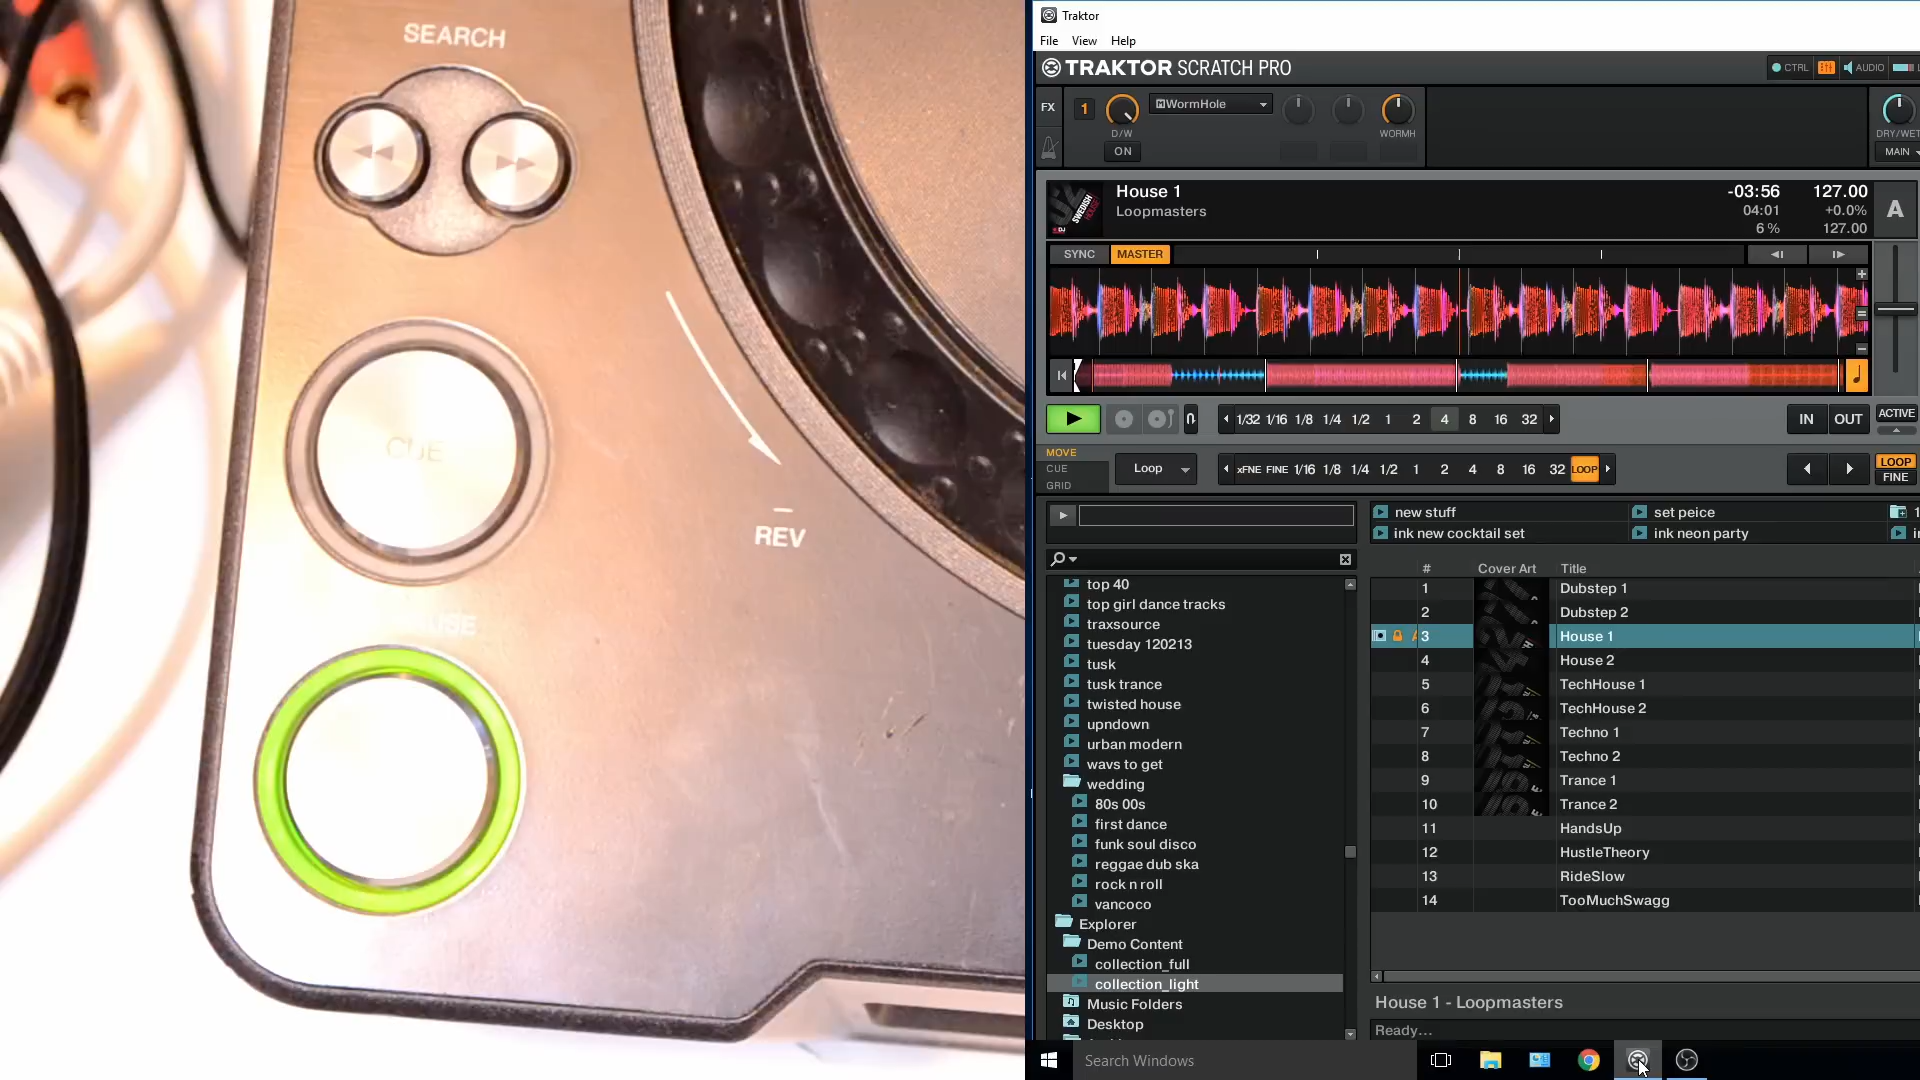 SEARCH
CUE
REV
Traktor
File View Help
TRAKTOR SCRATCH PRO
CTRL
AUDIO
FX
1
WormHole
D/W
ON
WORMH
DRY/WET
MAIN
House 1
Loopmasters
-03:56 127.00
04:01 +0.0%
6 % 127.00
A
SYNC MASTER
1/32 1/16 1/8 1/4 1/2 1 2 4 8 16 32
IN OUT
ACTIVE
MOVE
CUE
GRID
Loop
xFNE FINE 1/16 1/8 1/4 1/2 1 2 4 8 16 32 LOOP
LOOP
FINE
new stuff
set peice
ink new cocktail set
ink neon party
top 40
top girl dance tracks
traxsource
tuesday 120213
tusk
tusk trance
twisted house
upndown
urban modern
wavs to get
wedding
80s 00s
first dance
funk soul disco
reggae dub ska
rock n roll
vancoco
Explorer
Demo Content
collection_full
collection_light
Music Folders
Desktop
# Cover Art Title
1 Dubstep 1
2 Dubstep 2
3 House 1
4 House 2
5 TechHouse 1
6 TechHouse 2
7 Techno 1
8 Techno 2
9 Trance 1
10 Trance 2
11 HandsUp
12 HustleTheory
13 RideSlow
14 TooMuchSwagg
House 1 - Loopmasters
Ready...
Search Windows